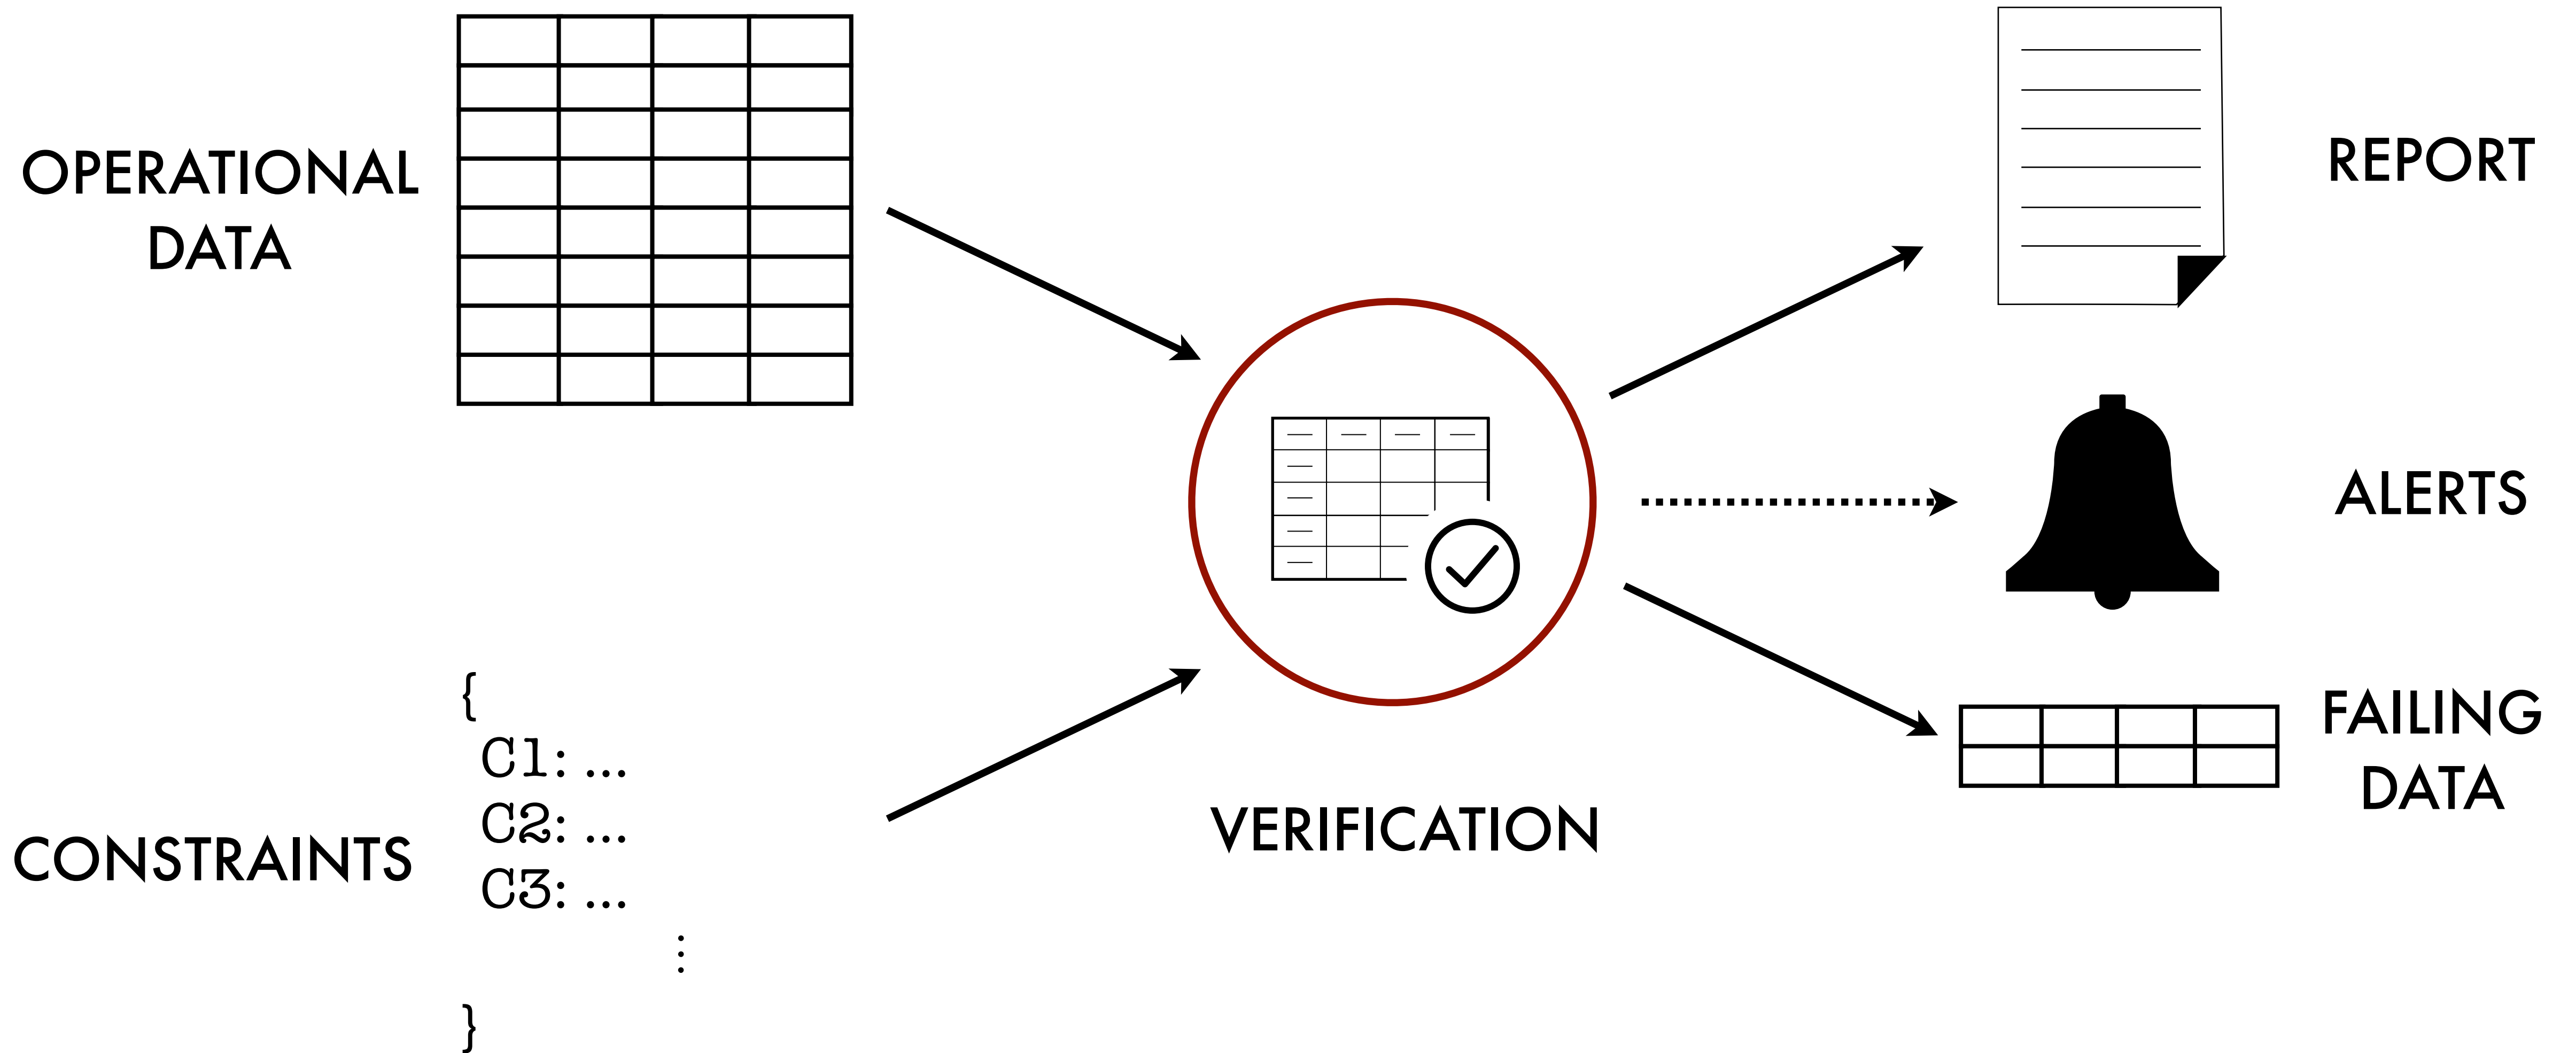 OPERATIONAL
DATA
CONSTRAINTS
{
C1: ...
C2: ...
C3: ...
⋮
}
VERIFICATION
REPORT
ALERTS
FAILING
DATA